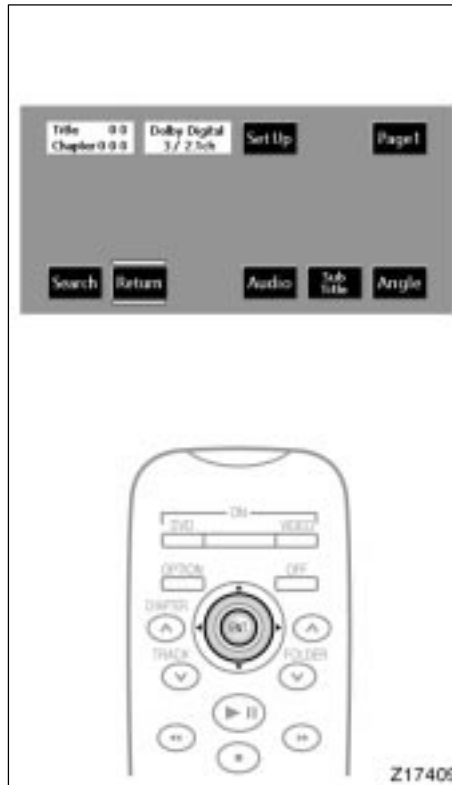 Title 0 0 Dolby Digital Set Up Page1
Chapter 0 0 0 3 / 2.1ch
Search Return Audio Sub Title Angle
ON
DVD VIDEO
OPTION OFF
CHAPTER
ENT
TRACK FOLDER
Z17409